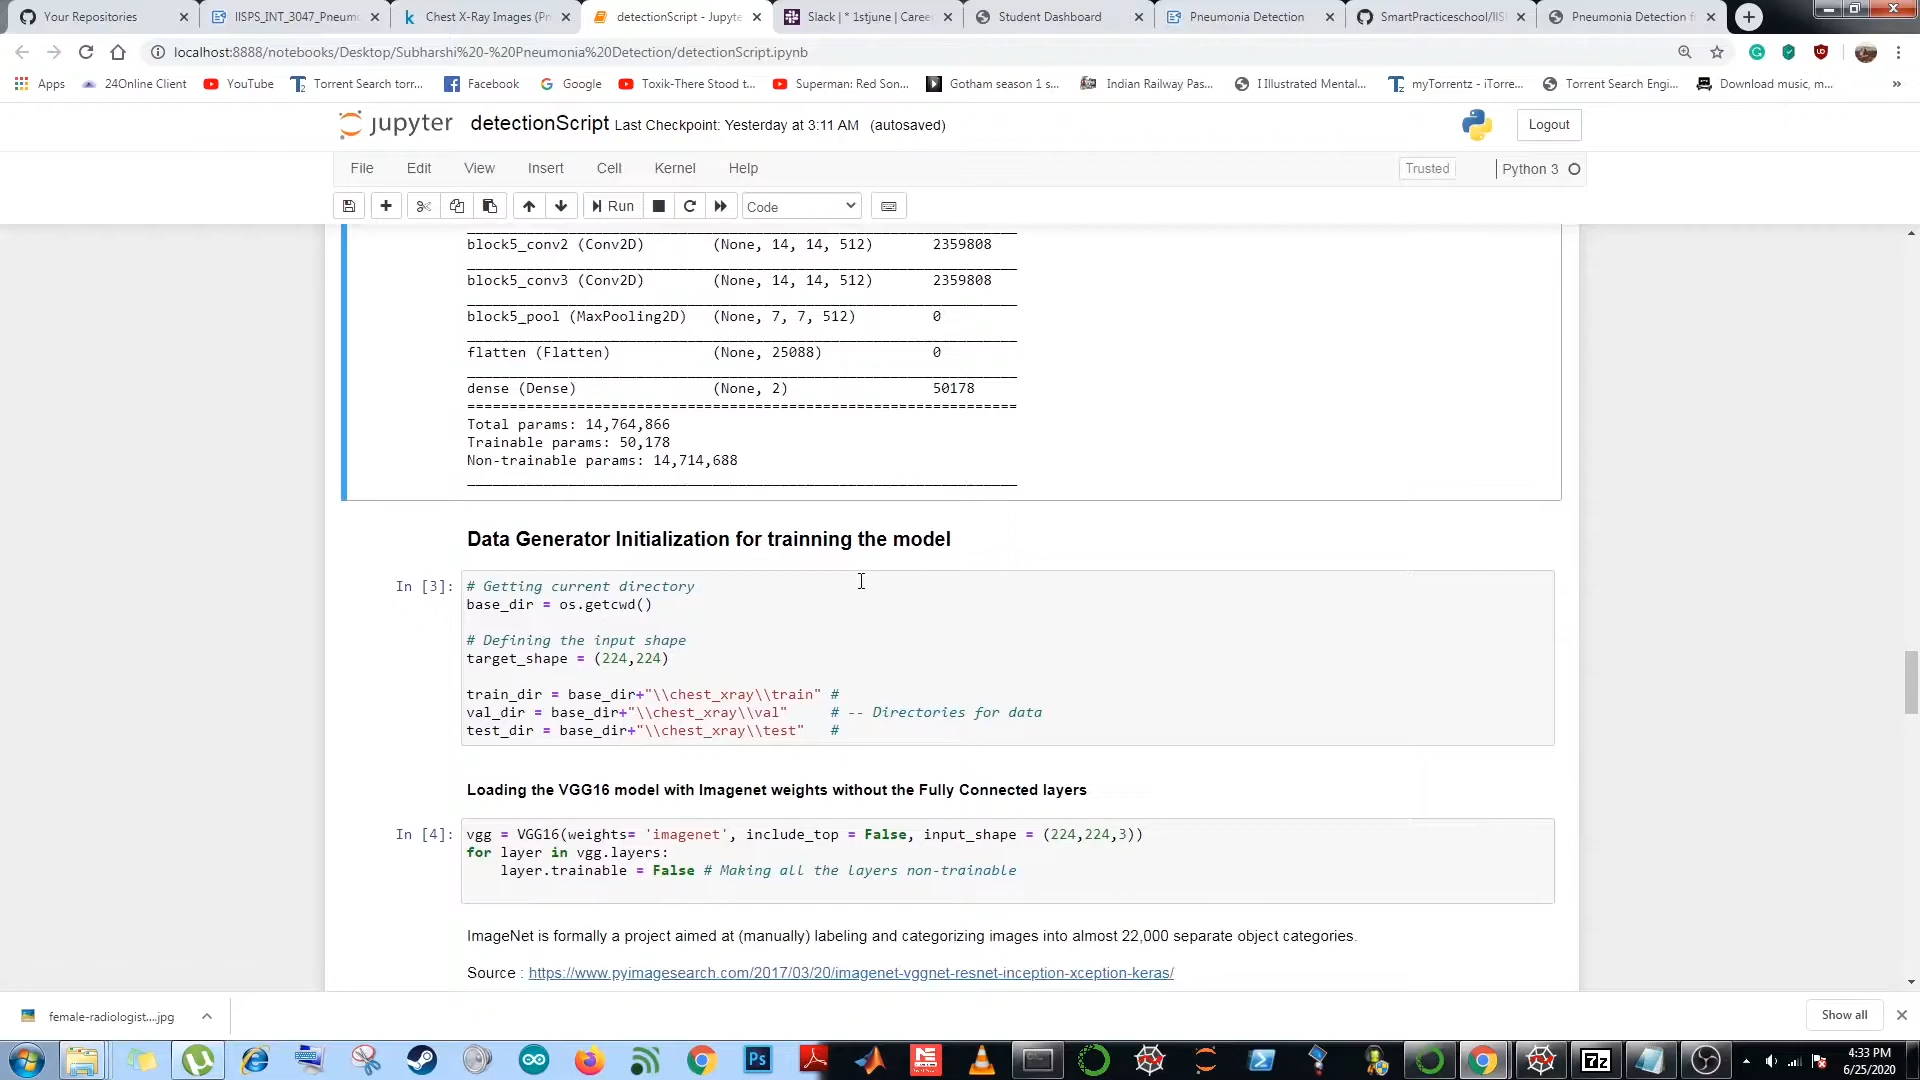 Your Repositories
IISPS_INT_3047_Pneumo
Chest X-Ray Images (Pn
detectionScript - Jupyte
Slack | * 1stjune | Caree
Student Dashboard
Pneumonia Detection
SmartPracticeschool/IIS
Pneumonia Detection f
localhost:8888/notebooks/Desktop/Subharshi%20-%20Pneumonia%20Detection/detectionScript.ipynb
Apps
24Online Client
YouTube
Torrent Search torr...
Facebook
Google
Toxik-There Stood t...
Superman: Red Son...
Gotham season 1 s...
Indian Railway Pas...
I Illustrated Mental...
myTorrentz - iTorre...
Torrent Search Engi...
Download music, m...
»
jupyter detectionScript Last Checkpoint: Yesterday at 3:11 AM (autosaved)
Logout
File Edit View Insert Cell Kernel Help
Trusted
Python 3
Run
Code
block5_conv2 (Conv2D) (None, 14, 14, 512) 2359808
block5_conv3 (Conv2D) (None, 14, 14, 512) 2359808
block5_pool (MaxPooling2D) (None, 7, 7, 512) 0
flatten (Flatten) (None, 25088) 0
dense (Dense) (None, 2) 50178
=================================================================
Total params: 14,764,866
Trainable params: 50,178
Non-trainable params: 14,714,688
Data Generator Initialization for trainning the model
In [3]:
# Getting current directory
base_dir = os.getcwd()
# Defining the input shape
target_shape = (224,224)
train_dir = base_dir+"\\chest_xray\\train" #
val_dir = base_dir+"\\chest_xray\\val" # -- Directories for data
test_dir = base_dir+"\\chest_xray\\test" #
Loading the VGG16 model with Imagenet weights without the Fully Connected layers
In [4]:
vgg = VGG16(weights= 'imagenet', include_top = False, input_shape = (224,224,3))
for layer in vgg.layers:
layer.trainable = False # Making all the layers non-trainable
ImageNet is formally a project aimed at (manually) labeling and categorizing images into almost 22,000 separate object categories.
Source : https://www.pyimagesearch.com/2017/03/20/imagenet-vggnet-resnet-inception-xception-keras/
female-radiologist....jpg
Show all
Ps
7z
4:33 PM
6/25/2020